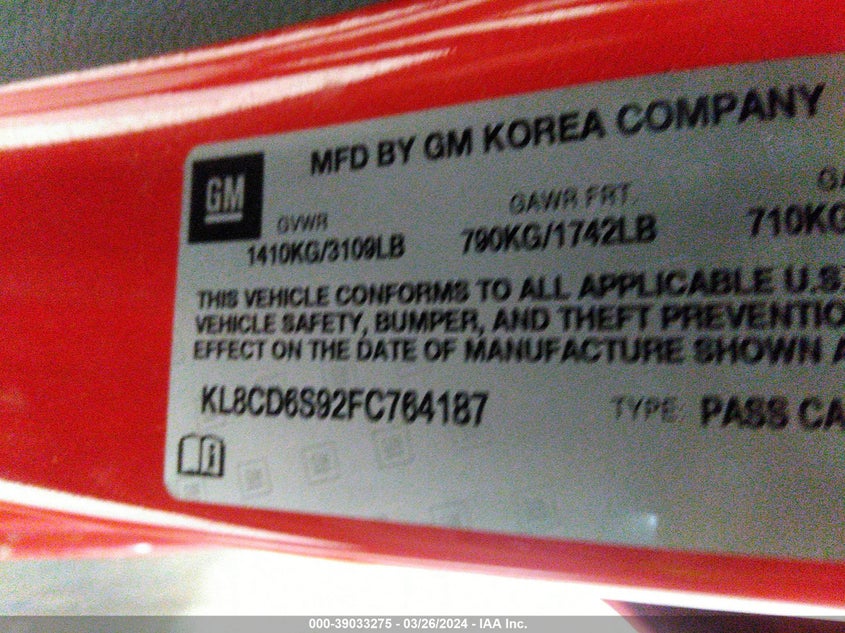 MFD BY GM KOREA COMPANY
GM
GVWR GAWR FRT. GA
1410KG/3109LB 790KG/1742LB 710KG
THIS VEHICLE CONFORMS TO ALL APPLICABLE U.S
VEHICLE SAFETY, BUMPER, AND THEFT PREVENTIO
EFFECT ON THE DATE OF MANUFACTURE SHOWN A
KL8CD6S92FC764187 TYPE: PASS CA
000-39033275 - 03/26/2024 - IAA Inc.